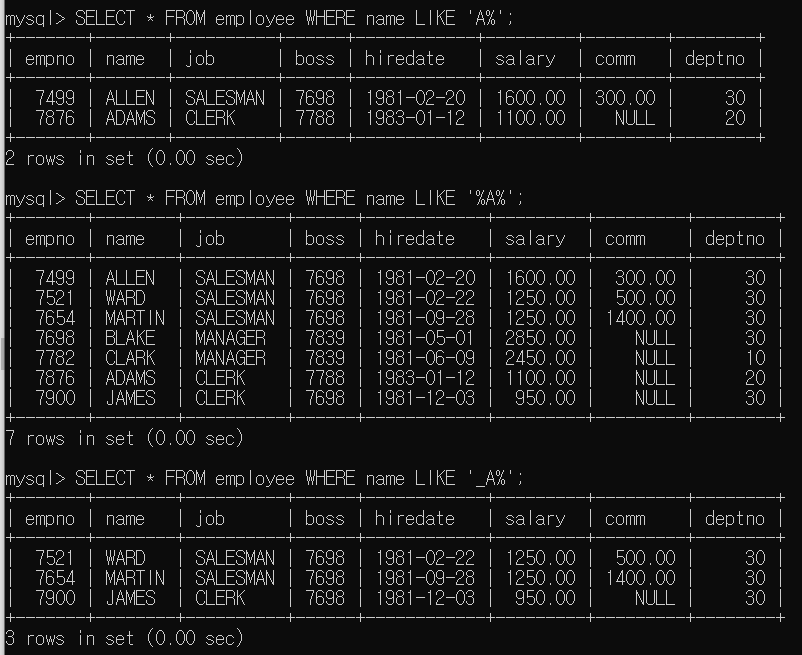 mysql> SELECT * FROM employee WHERE name LIKE 'A%';
+-------+-------+----------+------+------------+---------+--------+--------+
| empno | name  | job      | boss | hiredate   | salary  | comm   | deptno |
+-------+-------+----------+------+------------+---------+--------+--------+
|  7499 | ALLEN | SALESMAN | 7698 | 1981-02-20 | 1600.00 | 300.00 |     30 |
|  7876 | ADAMS | CLERK    | 7788 | 1983-01-12 | 1100.00 |   NULL |     20 |
+-------+-------+----------+------+------------+---------+--------+--------+
2 rows in set (0.00 sec)
mysql> SELECT * FROM employee WHERE name LIKE '%A%';
+-------+--------+----------+------+------------+---------+---------+--------+
| empno | name   | job      | boss | hiredate   | salary  | comm    | deptno |
+-------+--------+----------+------+------------+---------+---------+--------+
|  7499 | ALLEN  | SALESMAN | 7698 | 1981-02-20 | 1600.00 |  300.00 |     30 |
|  7521 | WARD   | SALESMAN | 7698 | 1981-02-22 | 1250.00 |  500.00 |     30 |
|  7654 | MARTIN | SALESMAN | 7698 | 1981-09-28 | 1250.00 | 1400.00 |     30 |
|  7698 | BLAKE  | MANAGER  | 7839 | 1981-05-01 | 2850.00 |    NULL |     30 |
|  7782 | CLARK  | MANAGER  | 7839 | 1981-06-09 | 2450.00 |    NULL |     10 |
|  7876 | ADAMS  | CLERK    | 7788 | 1983-01-12 | 1100.00 |    NULL |     20 |
|  7900 | JAMES  | CLERK    | 7698 | 1981-12-03 |  950.00 |    NULL |     30 |
+-------+--------+----------+------+------------+---------+---------+--------+
7 rows in set (0.00 sec)
mysql> SELECT * FROM employee WHERE name LIKE '_A%';
+-------+--------+----------+------+------------+---------+---------+--------+
| empno | name   | job      | boss | hiredate   | salary  | comm    | deptno |
+-------+--------+----------+------+------------+---------+---------+--------+
|  7521 | WARD   | SALESMAN | 7698 | 1981-02-22 | 1250.00 |  500.00 |     30 |
|  7654 | MARTIN | SALESMAN | 7698 | 1981-09-28 | 1250.00 | 1400.00 |     30 |
|  7900 | JAMES  | CLERK    | 7698 | 1981-12-03 |  950.00 |    NULL |     30 |
+-------+--------+----------+------+------------+---------+---------+--------+
3 rows in set (0.00 sec)